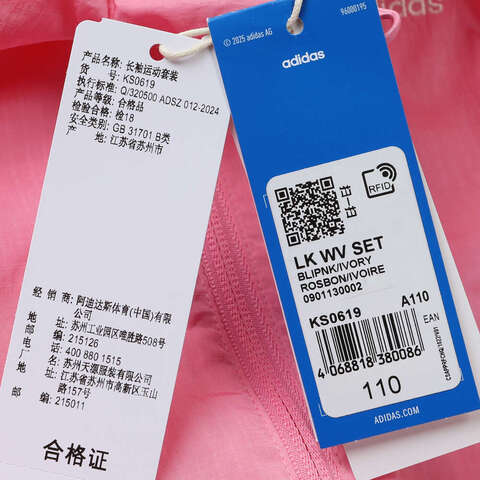 产品名称: 长袖运动套装
货 号: KS0619
执行标准: Q/320500 ADSZ 012-2024
产品等级: 合格品
检验合格: 检18
安全类别: GB 31701 B类
产 地: 江苏省苏州市
经 销 商: 阿迪达斯体育(中国)有限
公司
地 址: 苏州工业园区唯胜路508号
邮 编: 215126
电 话: 400 880 1515
厂 名: 苏州天源服装有限公司
地 址: 江苏省苏州市高新区玉山
路157号
邮 编: 215011
合格证
96000195
© 2025 adidas AG
adidas
RFID
LK WV SET
BLIPNK/IVORY
ROSBON/IVOIRE
0901130002
KS0619 A110
EAN
4 068818 380086
110
ADIDAS.COM
adidas